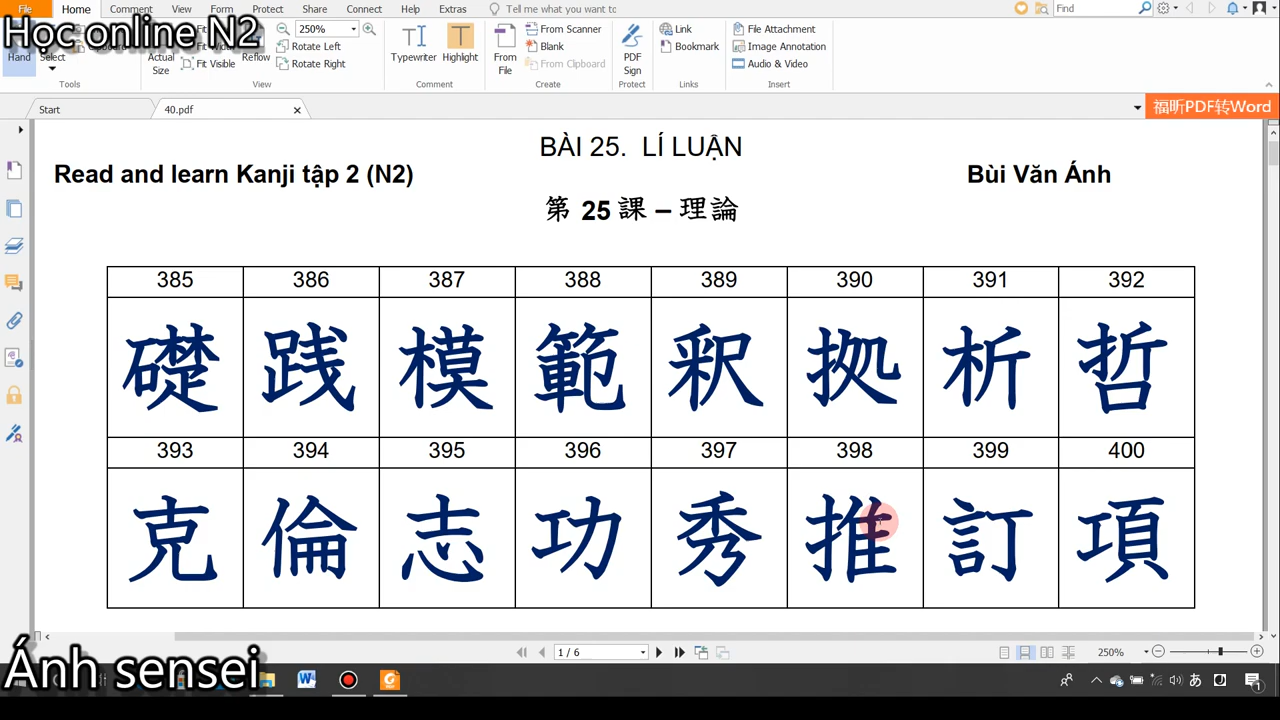 File Home Comment View Form Protect Share Connect Help Extras Tell me what you want to Find
Học online N2
Hand Select Actual Size Fit Visible Reflow 250% Rotate Left Rotate Right Typewriter Highlight From File From Scanner Blank From Clipboard PDF Sign Link Bookmark File Attachment Image Annotation Audio & Video
Tools View Comment Create Protect Links Insert
Start 40.pdf 福昕PDF转Word
BÀI 25. LÍ LUẬN
Read and learn Kanji tập 2 (N2) Bùi Văn Ánh
第 25 課 – 理論
385 386 387 388 389 390 391 392
礎 践 模 範 釈 拠 析 哲
393 394 395 396 397 398 399 400
克 倫 志 功 秀 推 訂 項
1 / 6 250%
Ánh sensei